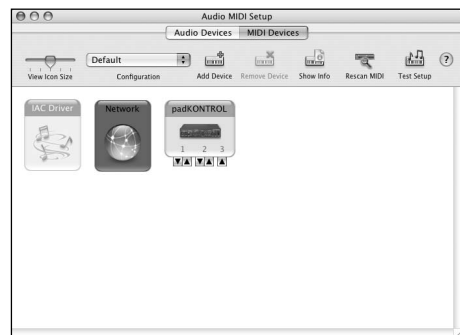 Audio MIDI Setup
Audio Devices MIDI Devices
Default
View Icon Size Configuration Add Device Remove Device Show Info Rescan MIDI Test Setup ?
IAC Driver Network padKONTROL
1 2 3